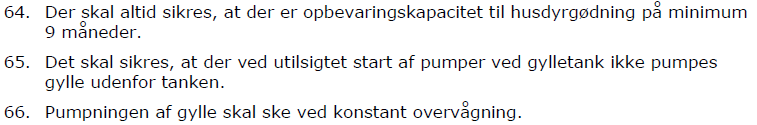 64. Der skal altid sikres, at der er opbevaringskapacitet til husdyrgødning på minimum
9 måneder.
65. Det skal sikres, at der ved utilsigtet start af pumper ved gylletank ikke pumpes
gylle udenfor tanken.
66. Pumpningen af gylle skal ske ved konstant overvågning.